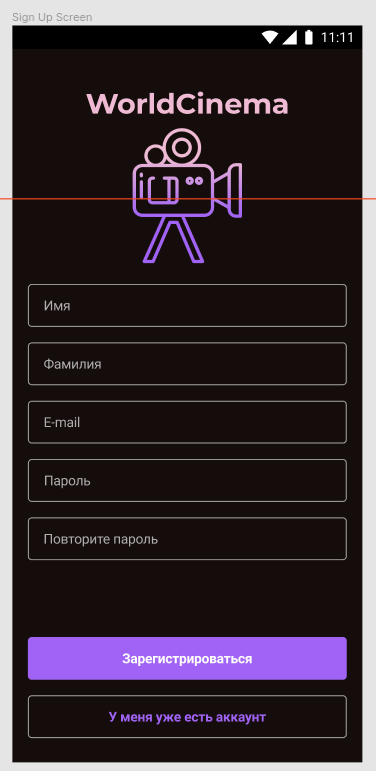 Sign Up Screen
11:11
WorldCinema
Имя
Фамилия
E-mail
Пароль
Повторите пароль
Зарегистрироваться
У меня уже есть аккаунт